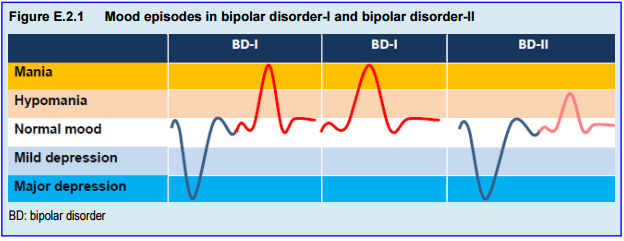 Figure E.2.1 Mood episodes in bipolar disorder-I and bipolar disorder-II
BD-I BD-I BD-II
Mania
Hypomania
Normal mood
Mild depression
Major depression
BD: bipolar disorder